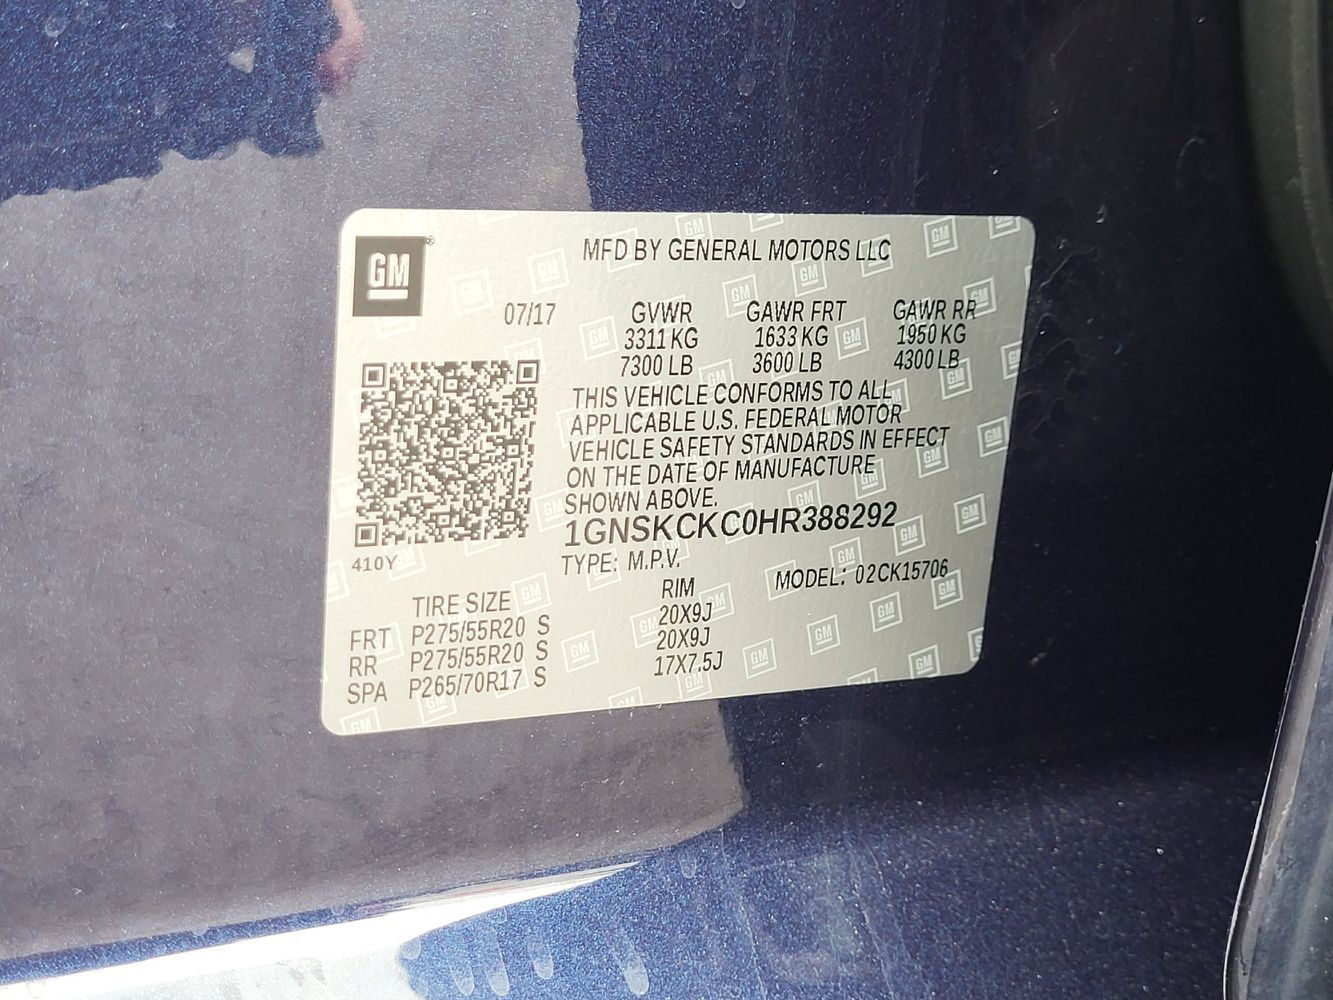 GM
MFD BY GENERAL MOTORS LLC
07/17 GVWR GAWR FRT GAWR RR
3311 KG 1633 KG 1950 KG
7300 LB 3600 LB 4300 LB
THIS VEHICLE CONFORMS TO ALL
APPLICABLE U.S. FEDERAL MOTOR
VEHICLE SAFETY STANDARDS IN EFFECT
ON THE DATE OF MANUFACTURE
SHOWN ABOVE.
1GNSKCKC0HR388292
410Y
TYPE: M.P.V. MODEL: 02CK15706
TIRE SIZE RIM
FRT P275/55R20 S 20X9J
RR P275/55R20 S 20X9J
SPA P265/70R17 S 17X7.5J